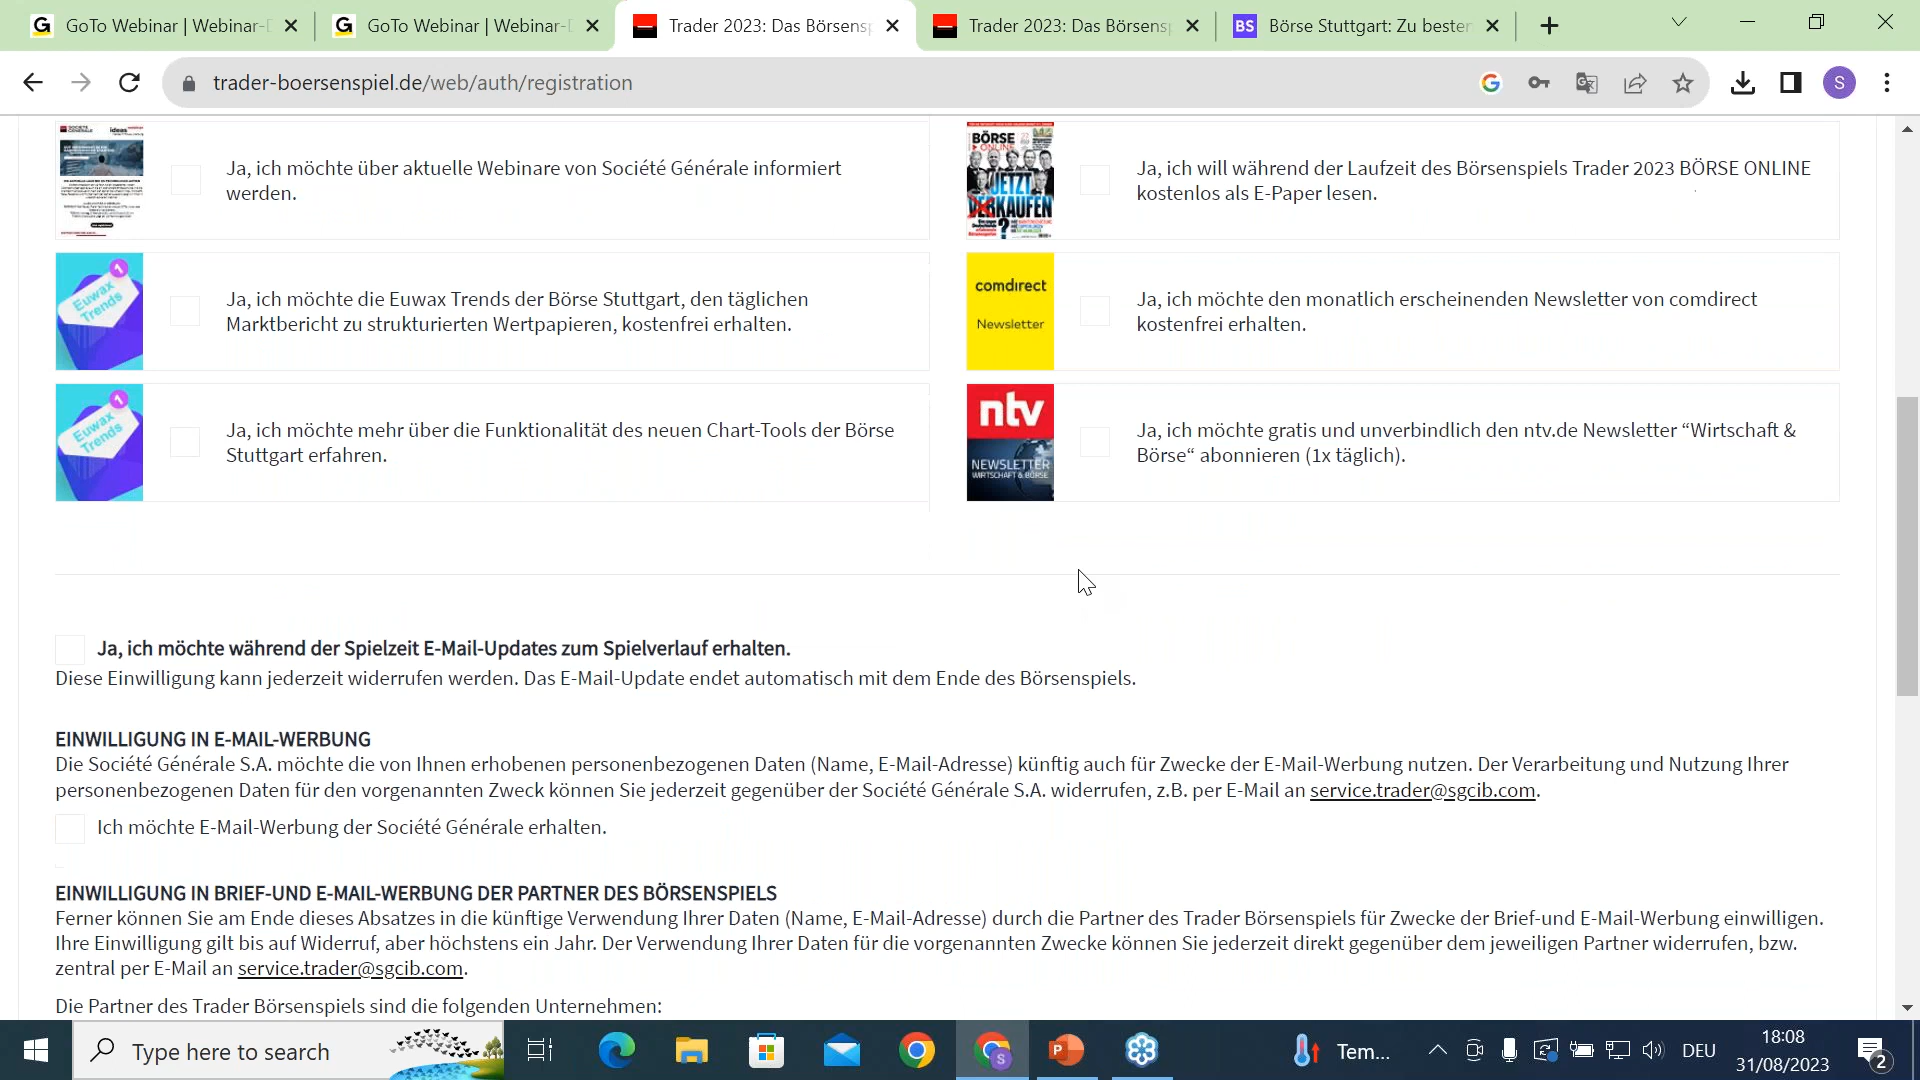 GoTo Webinar | Webinar-D
GoTo Webinar | Webinar-D
Trader 2023: Das Börsensp
Trader 2023: Das Börsensp
BS Börse Stuttgart: Zu besten
trader-boersenspiel.de/web/auth/registration
S
SOCIETE GENERALE
ideas
webinar
Ja, ich möchte über aktuelle Webinare von Société Générale informiert
werden.
BÖRSE
ONLINE
JETZT
VERKAUFEN
?
Ja, ich will während der Laufzeit des Börsenspiels Trader 2023 BÖRSE ONLINE
kostenlos als E-Paper lesen.
1
Euwax
Trends
Ja, ich möchte die Euwax Trends der Börse Stuttgart, den täglichen
Marktbericht zu strukturierten Wertpapieren, kostenfrei erhalten.
comdirect
Newsletter
Ja, ich möchte den monatlich erscheinenden Newsletter von comdirect
kostenfrei erhalten.
1
Euwax
Trends
Ja, ich möchte mehr über die Funktionalität des neuen Chart-Tools der Börse
Stuttgart erfahren.
ntv
NEWSLETTER
WIRTSCHAFT & BÖRSE
Ja, ich möchte gratis und unverbindlich den ntv.de Newsletter “Wirtschaft &
Börse“ abonnieren (1x täglich).
Ja, ich möchte während der Spielzeit E-Mail-Updates zum Spielverlauf erhalten.
Diese Einwilligung kann jederzeit widerrufen werden. Das E-Mail-Update endet automatisch mit dem Ende des Börsenspiels.
EINWILLIGUNG IN E-MAIL-WERBUNG
Die Société Générale S.A. möchte die von Ihnen erhobenen personenbezogenen Daten (Name, E-Mail-Adresse) künftig auch für Zwecke der E-Mail-Werbung nutzen. Der Verarbeitung und Nutzung Ihrer
personenbezogenen Daten für den vorgenannten Zweck können Sie jederzeit gegenüber der Société Générale S.A. widerrufen, z.B. per E-Mail an service.trader@sgcib.com.
Ich möchte E-Mail-Werbung der Société Générale erhalten.
EINWILLIGUNG IN BRIEF-UND E-MAIL-WERBUNG DER PARTNER DES BÖRSENSPIELS
Ferner können Sie am Ende dieses Absatzes in die künftige Verwendung Ihrer Daten (Name, E-Mail-Adresse) durch die Partner des Trader Börsenspiels für Zwecke der Brief-und E-Mail-Werbung einwilligen.
Ihre Einwilligung gilt bis auf Widerruf, aber höchstens ein Jahr. Der Verwendung Ihrer Daten für die vorgenannten Zwecke können Sie jederzeit direkt gegenüber dem jeweiligen Partner widerrufen, bzw.
zentral per E-Mail an service.trader@sgcib.com.
Die Partner des Trader Börsenspiels sind die folgenden Unternehmen:
Type here to search
Tem...
DEU
18:08
31/08/2023
2